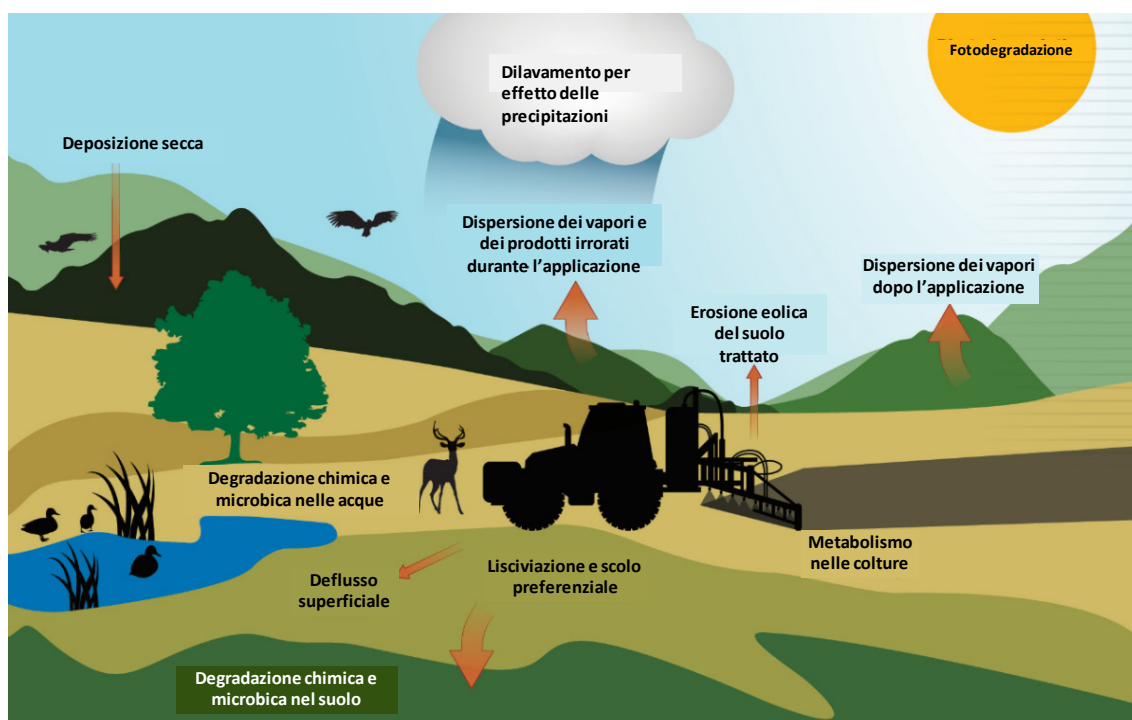 Fotodegradazione
Dilavamento per
effetto delle
precipitazioni
Deposizione secca
Dispersione dei vapori e
dei prodotti irrorati
durante l'applicazione
Dispersione dei vapori
dopo l'applicazione
Erosione eolica
del suolo
trattato
Degradazione chimica e
microbica nelle acque
Metabolismo
nelle colture
Lisciviazione e scolo
preferenziale
Deflusso
superficiale
Degradazione chimica e
microbica nel suolo